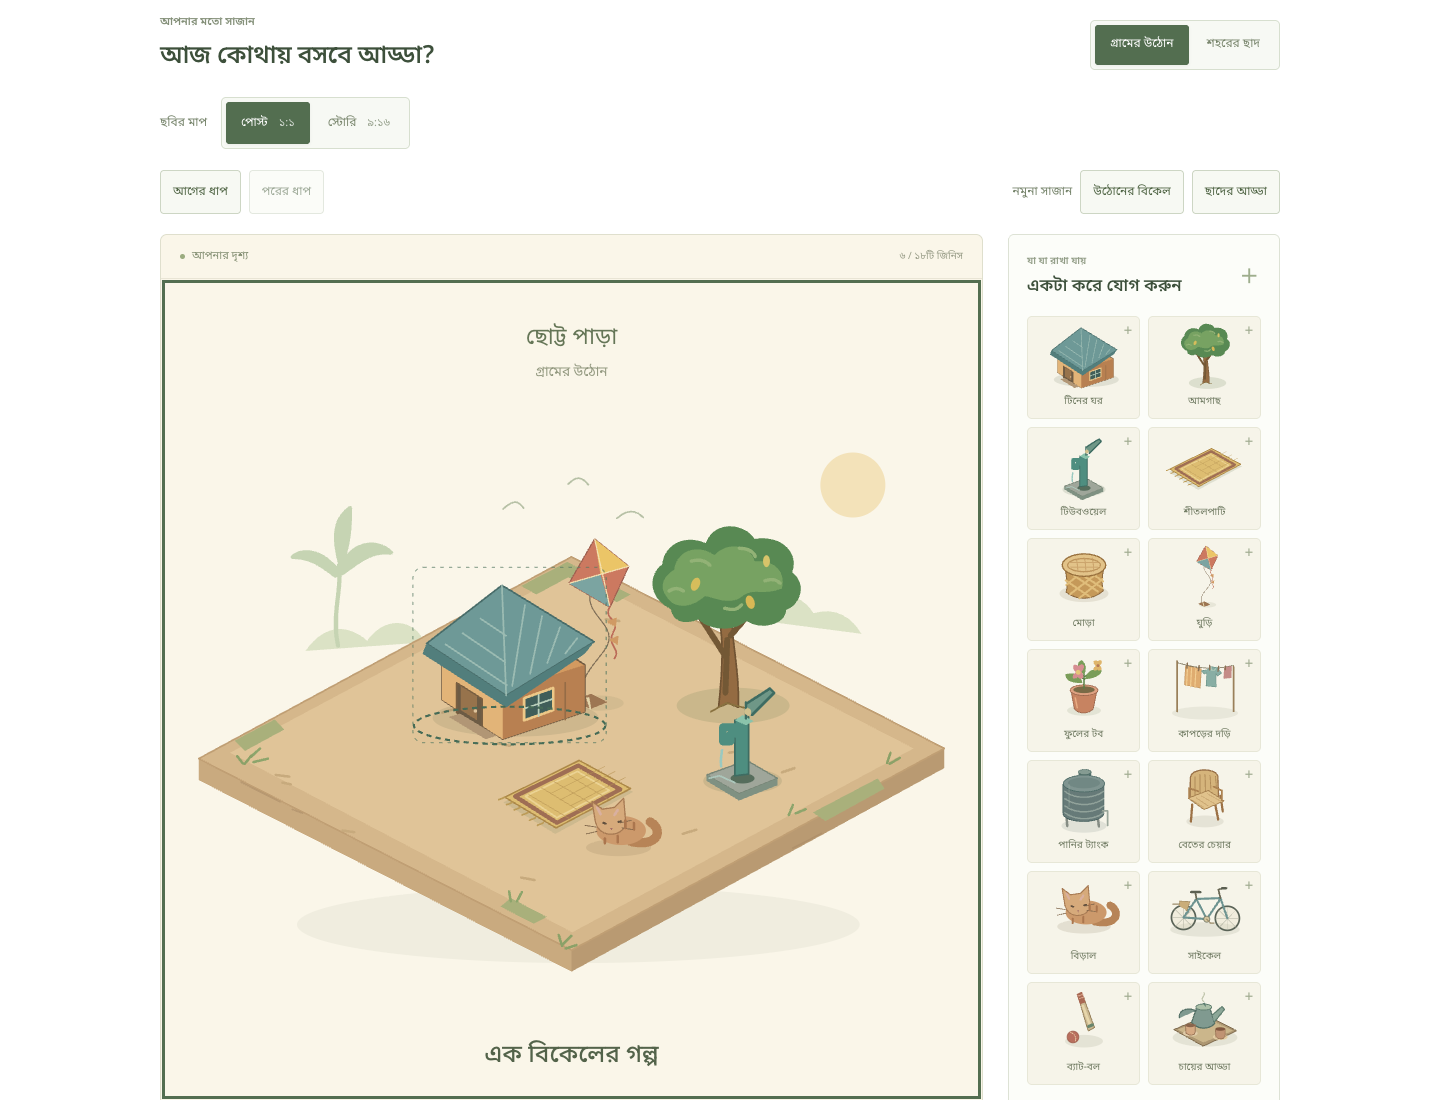 আপনার মতো সাজান
আজ কোথায় বসবে আড্ডা?
গ্রামের উঠোন শহরের ছাদ
ছবির মাপ পোস্ট ১:১ স্টোরি ৯:১৬
আগের ধাপ পরের ধাপ
নমুনা সাজান উঠোনের বিকেল ছাদের আড্ডা
আপনার দৃশ্য ৬ / ১৮টি জিনিস
ছোট্ট পাড়া
গ্রামের উঠোন
এক বিকেলের গল্প
যা যা রাখা যায়
একটা করে যোগ করুন +
+ +
টিনের ঘর আমগাছ
+ +
টিউবওয়েল শীতলপাটি
+ +
মোড়া ঘুড়ি
+ +
ফুলের টব কাপড়ের দড়ি
+ +
পানির ট্যাংক বেতের চেয়ার
+ +
বিড়াল সাইকেল
+ +
ব্যাট-বল চায়ের আড্ডা